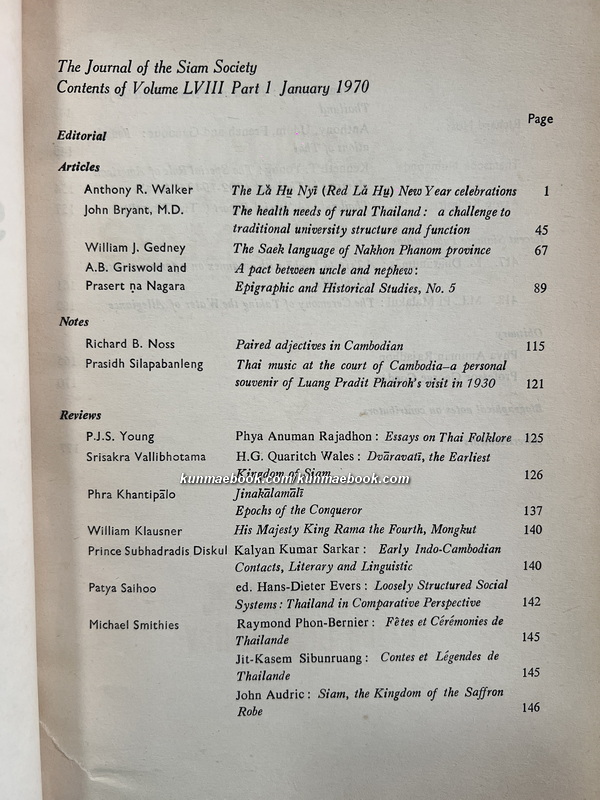 The Journal of the Siam Society
Contents of Volume LVIII Part 1 January 1970
Page
Editorial
Articles
Anthony R. Walker The Lǎ Hṳ Nyī (Red Lǎ Hṳ) New Year celebrations 1
John Bryant, M.D. The health needs of rural Thailand : a challenge to
traditional university structure and function 45
William J. Gedney The Saek language of Nakhon Phanom province 67
A.B. Griswold and A pact between uncle and nephew :
Prasert ṇa Nagara Epigraphic and Historical Studies, No. 5 89
Notes
Richard B. Noss Paired adjectives in Cambodian 115
Prasidh Silapabanleng Thai music at the court of Cambodia—a personal
souvenir of Luang Pradit Phairoh's visit in 1930 121
Reviews
P.J.S. Young Phya Anuman Rajadhon : Essays on Thai Folklore 125
Srisakra Vallibhotama H.G. Quaritch Wales : Dvāravatī, the Earliest
Kingdom of Siam 126
kunmaebook.com/kunmaebook.com
Phra Khantipālo Jinakālamālī
Epochs of the Conqueror 137
William Klausner His Majesty King Rama the Fourth, Mongkut 140
Prince Subhadradis Diskul Kalyan Kumar Sarkar : Early Indo-Cambodian
Contacts, Literary and Linguistic 140
Patya Saihoo ed. Hans-Dieter Evers : Loosely Structured Social
Systems : Thailand in Comparative Perspective 142
Michael Smithies Raymond Phon-Bernier : Fêtes et Cérémonies de
Thailande 145
Jit-Kasem Sibunruang : Contes et Légendes de
Thailande 145
John Audric : Siam, the Kingdom of the Saffron
Robe 146